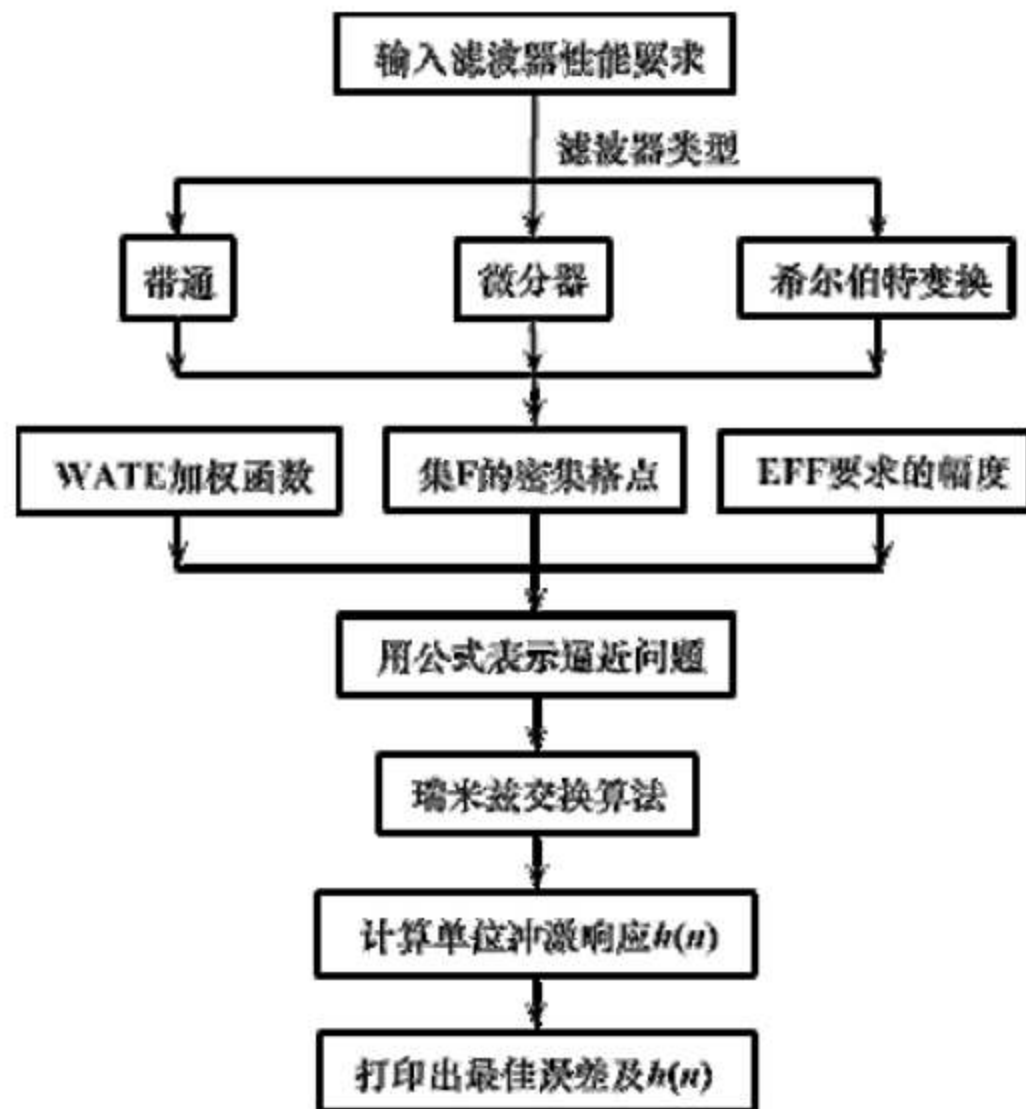 输入滤波器性能要求
滤波器类型
带通
微分器
希尔伯特变换
WATE加权函数
集F的密集格点
EFF要求的幅度
用公式表示逼近问题
瑞米兹交换算法
计算单位冲激响应h(n)
打印出最佳误差及h(n)